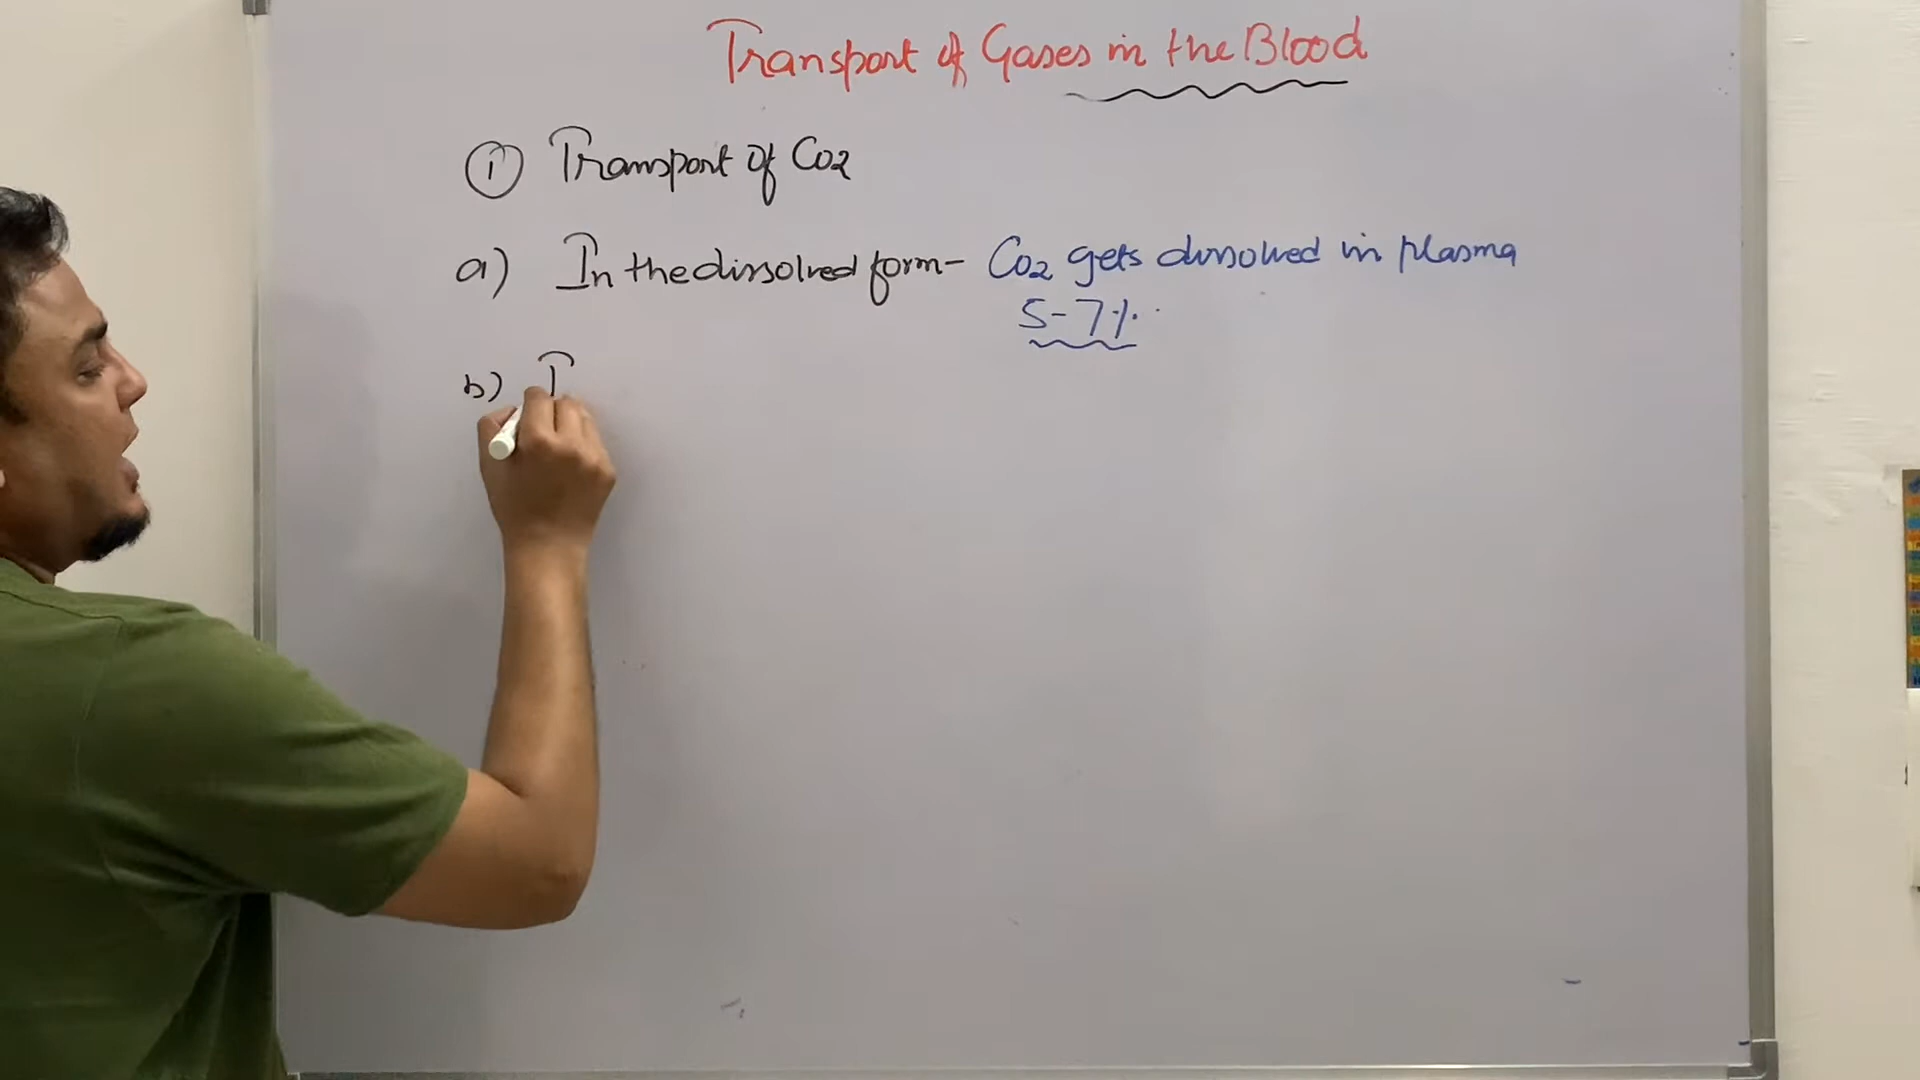 Transport of Gases in the Blood
① Transport of Co2
a) In the dissolved form - Co2 gets dissolved in plasma
5-7%.
b) I